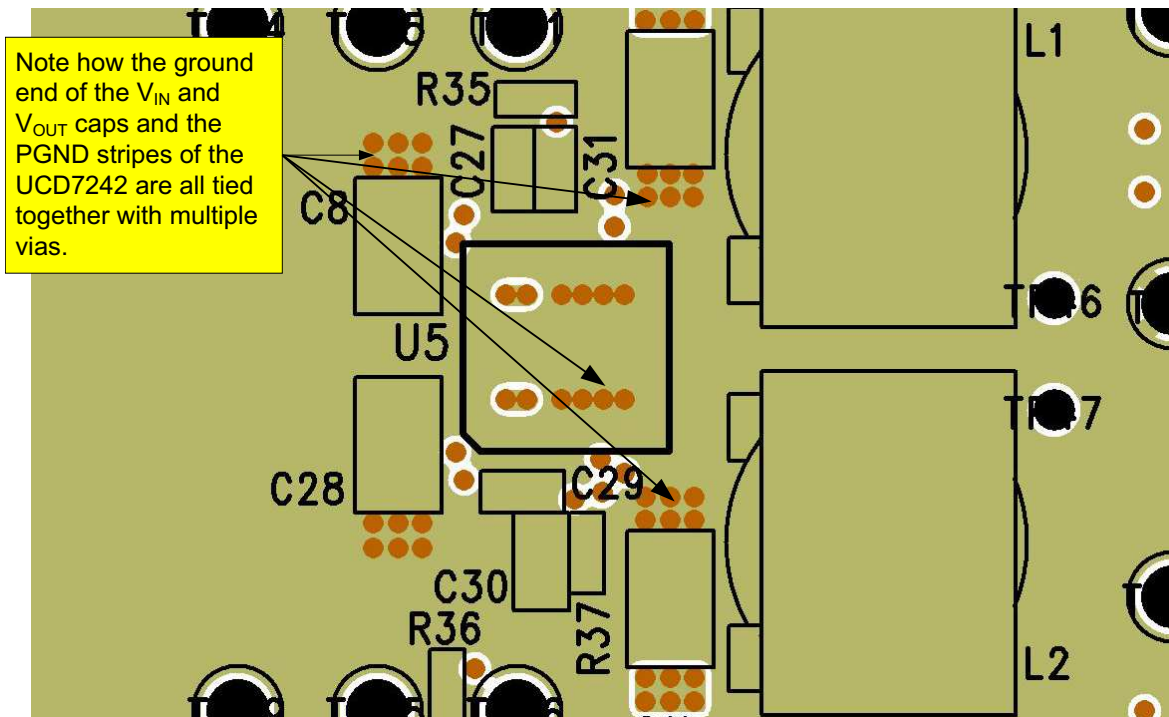 Note how the ground
end of the VIN and
VOUT caps and the
PGND stripes of the
UCD7242 are all tied
together with multiple
vias.
R35
C27
C31
C8
U5
C28
C29
C30
R36
R37
L1
L2